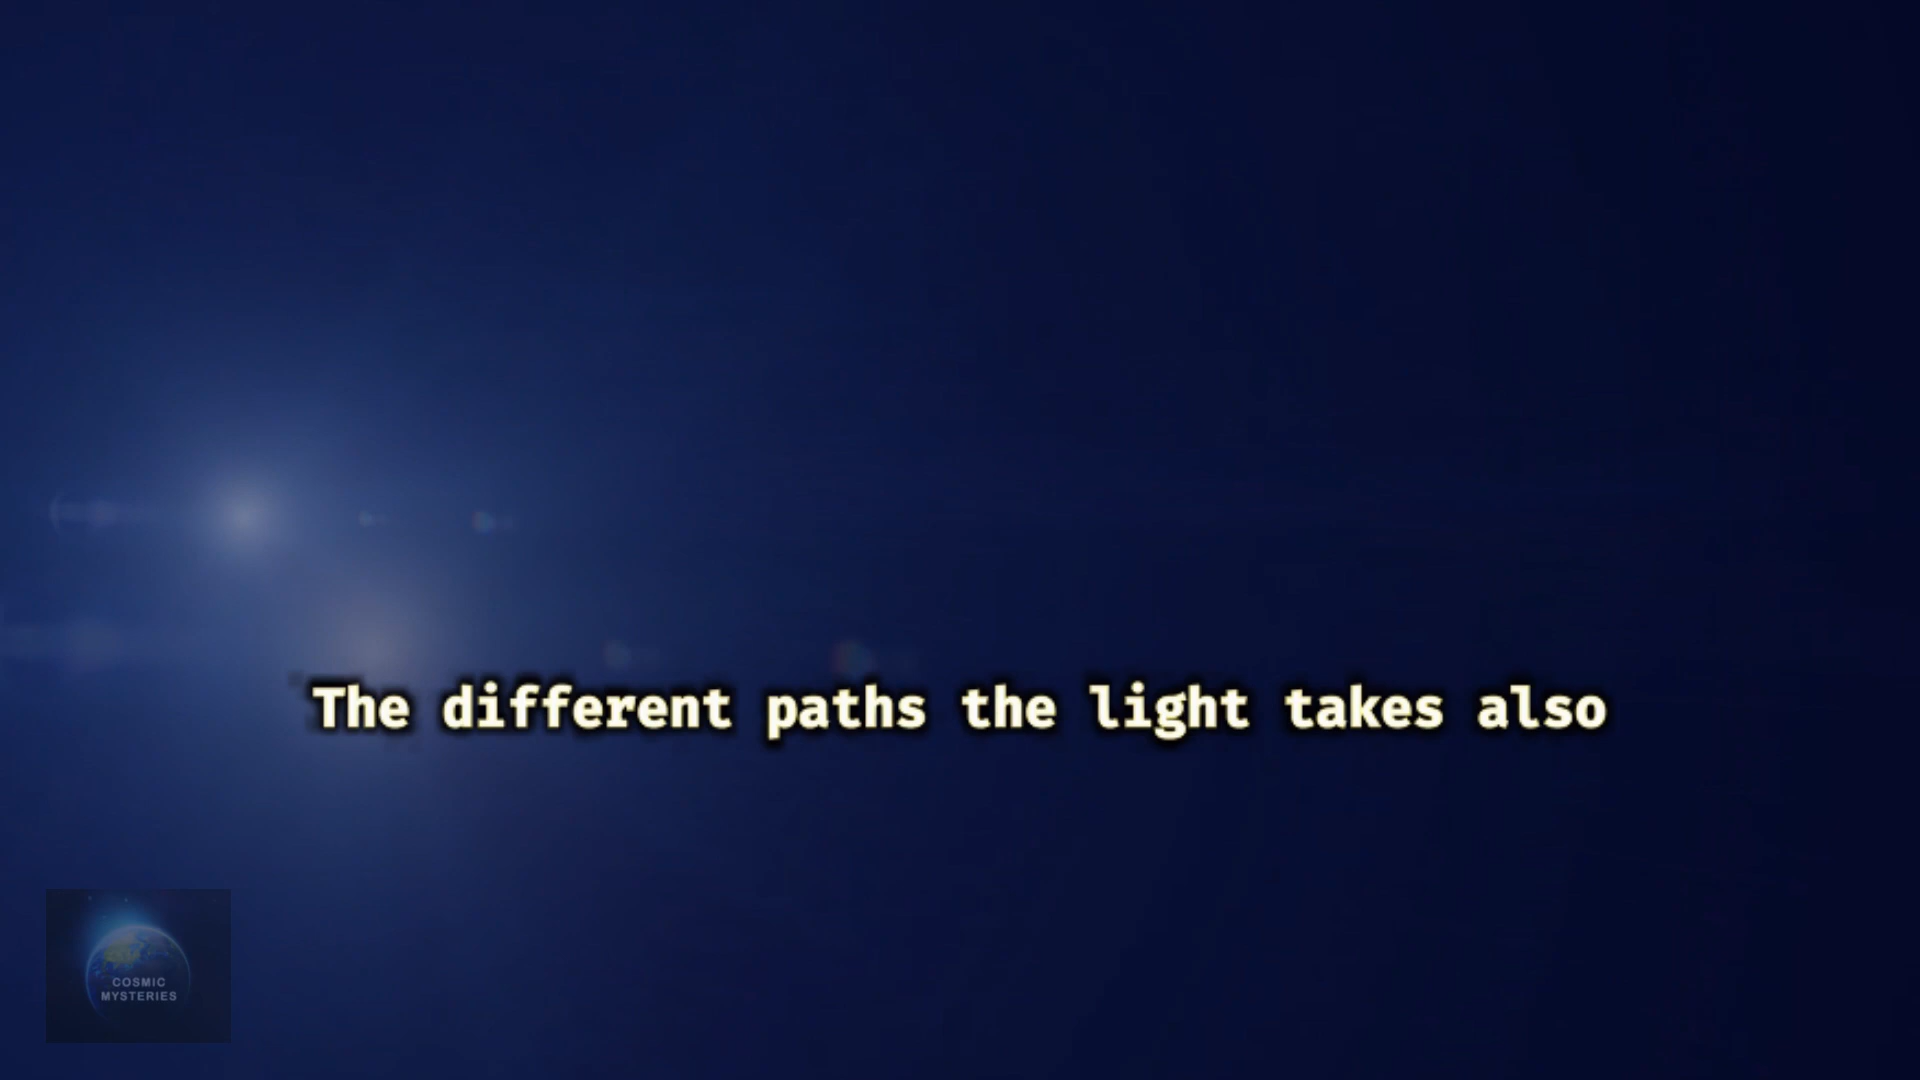 The different paths the light takes also
COSMIC
MYSTERIES